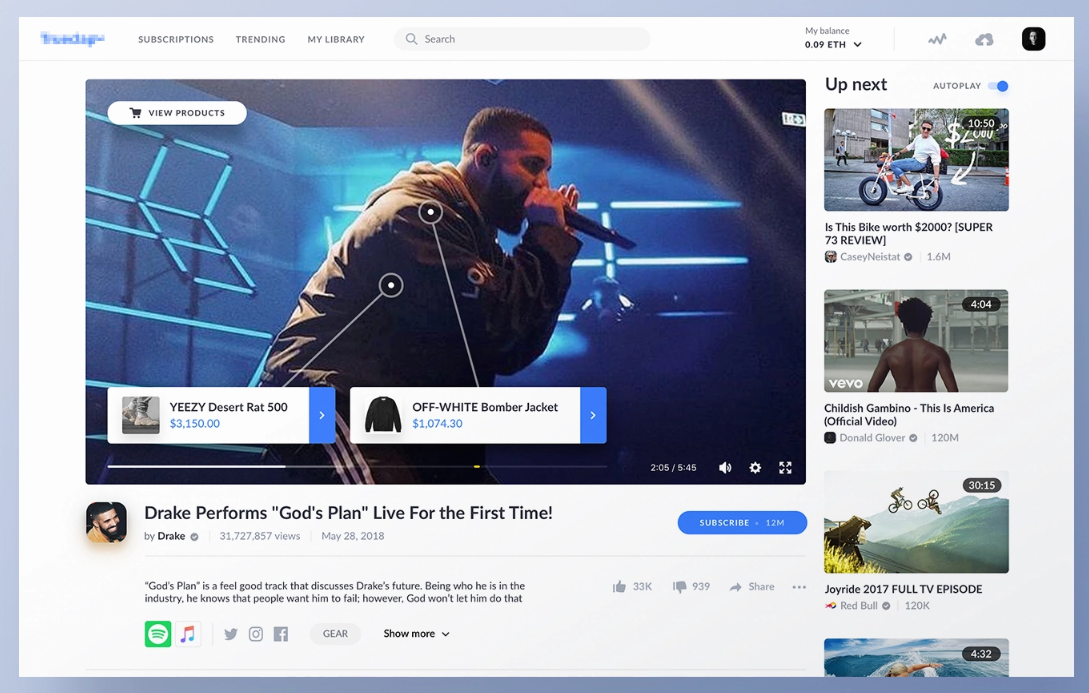 SUBSCRIPTIONS
TRENDING
MY LIBRARY
Search
My balance
0.09 ETH
VIEW PRODUCTS
YEEZY Desert Rat 500
$3,150.00
OFF-WHITE Bomber Jacket
$1,074.30
2:05 / 5:45
Drake Performs "God's Plan" Live For the First Time!
by Drake
31,727,857 views
May 28, 2018
SUBSCRIBE • 12M
“God’s Plan” is a feel good track that discusses Drake’s future. Being who he is in the
industry, he knows that people want him to fail; however, God won’t let him do that
33K
939
Share
GEAR
Show more
Up next
AUTOPLAY
10:50
Is This Bike worth $2000? [SUPER
73 REVIEW]
CaseyNeistat
1.6M
4:04
vevo
Childish Gambino - This Is America
(Official Video)
Donald Glover
120M
30:15
Joyride 2017 FULL TV EPISODE
Red Bull
120K
4:32